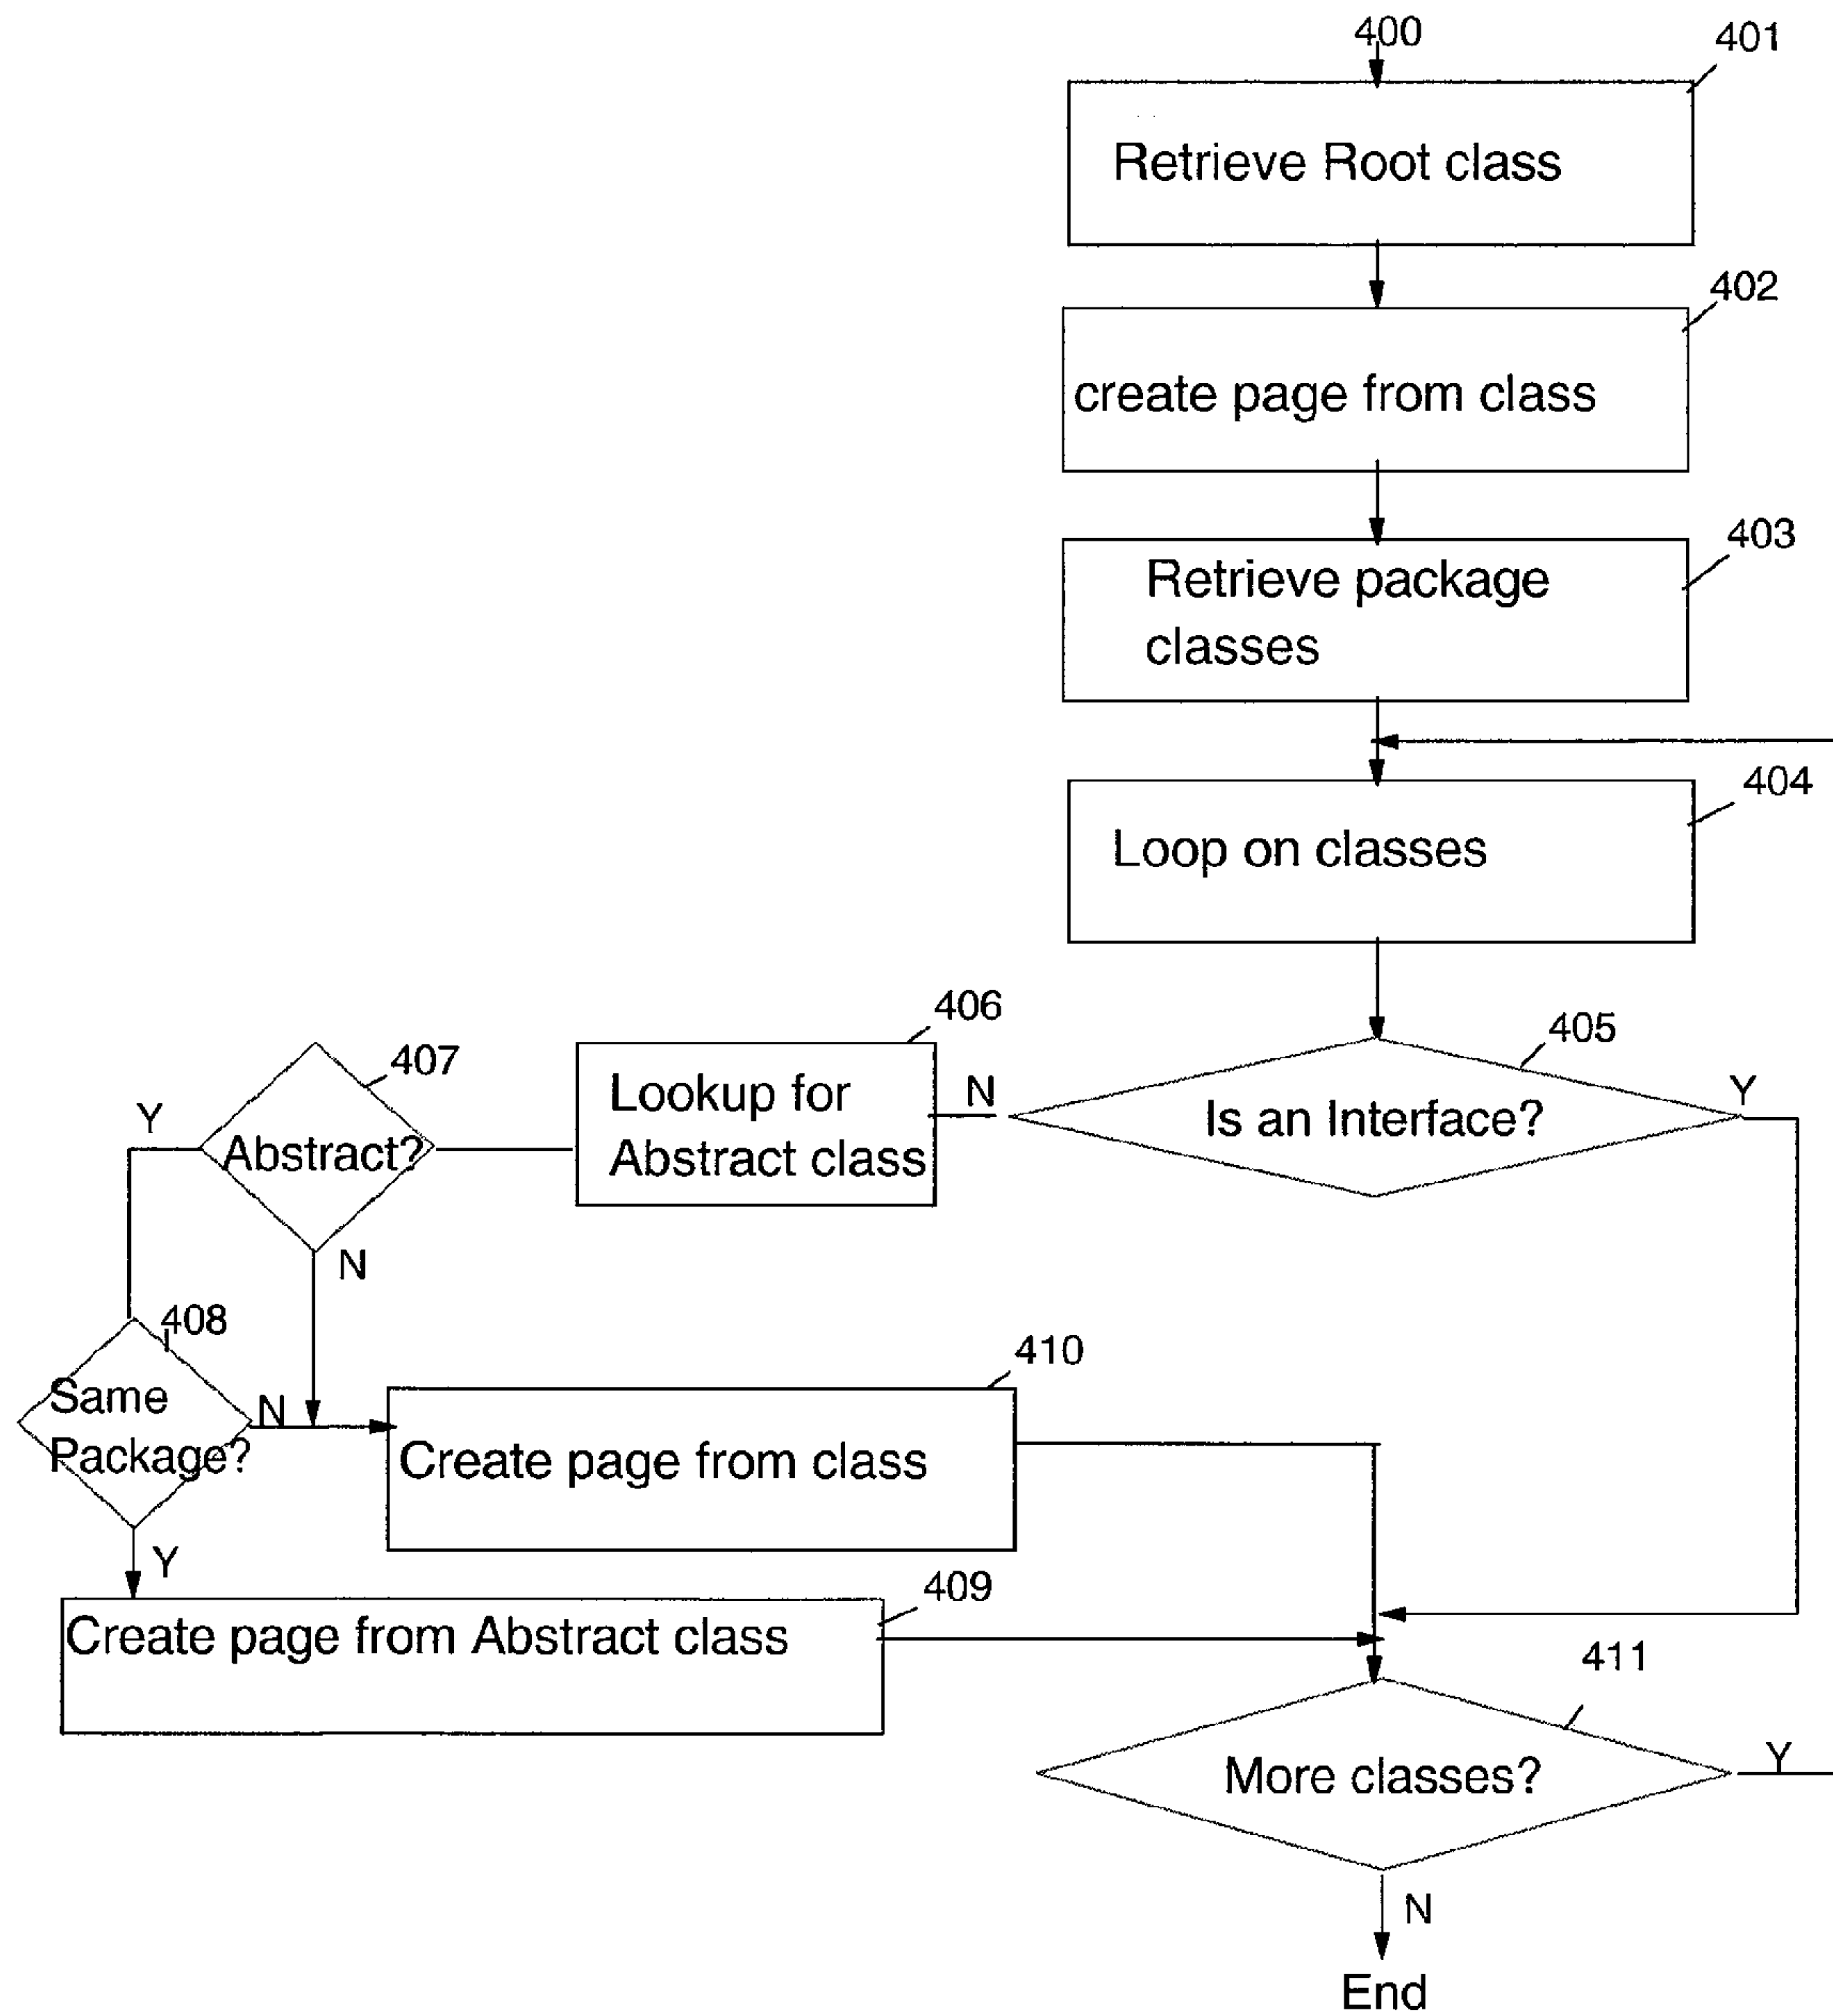 400
401
Retrieve Root class
402
create page from class
403
Retrieve package
classes
404
Loop on classes
405
Is an Interface?
Y
N
406
Lookup for
Abstract class
407
Abstract?
Y
N
408
Same
Package?
N
Y
410
Create page from class
409
Create page from Abstract class
411
More classes?
Y
N
End